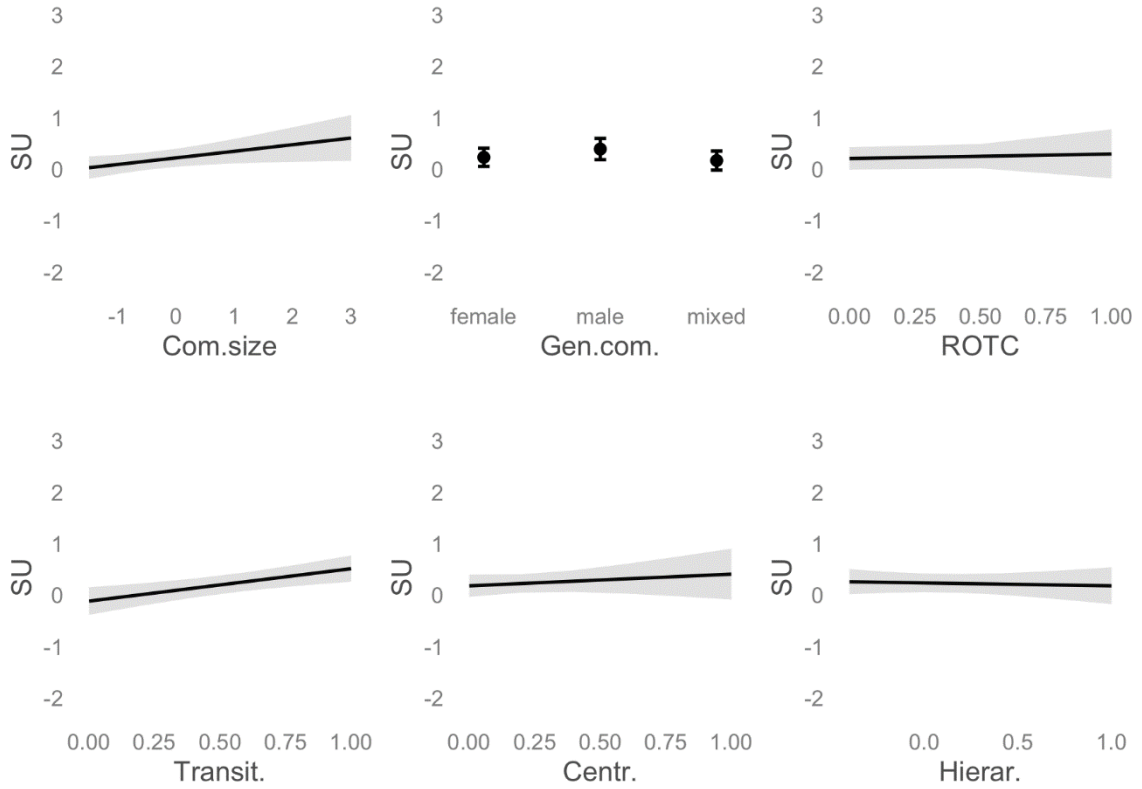 3 3 3
2 2 2
1 1 1
SU SU SU
0 0 0
-1 -1 -1
-2 -2 -2
-1 0 1 2 3 female male mixed 0.00 0.25 0.50 0.75 1.00
Com.size Gen.com. ROTC
3 3 3
2 2 2
1 1 1
SU SU SU
0 0 0
-1 -1 -1
-2 -2 -2
0.00 0.25 0.50 0.75 1.00 0.00 0.25 0.50 0.75 1.00 0.0 0.5 1.0
Transit. Centr. Hierar.